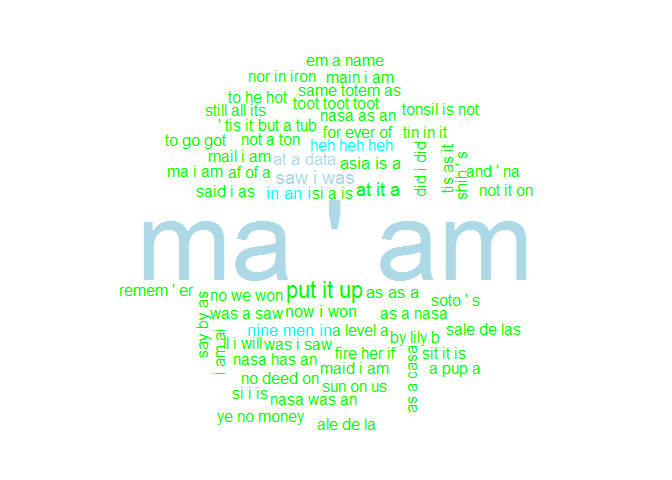 em a name
nor in iron
main i am
same totem as
to he hot
toot toot toot
still all its
nasa as an
tonsil is not
' tis it but a tub
for ever of
tin in it
to go got
not a ton
heh heh heh
did i did
tis as it
mail i am
at a data
asia is a
shih ' s
ma i am
af of a
saw i was
and ' na
said i as
in an
isi a is
at it a
not it on
ma ' am
remem ' er
no we won
put it up
as as a
soto ' s
say by as
was a saw
now i won
as a nasa
nine men in
a level a
by lily b
sale de las
i am ai
ll i will
was i saw
fire her if
sit it is
nasa has an
maid i am
as a casa
a pup a
no deed on
sun on us
si i is
nasa was an
ye no money
ale de la